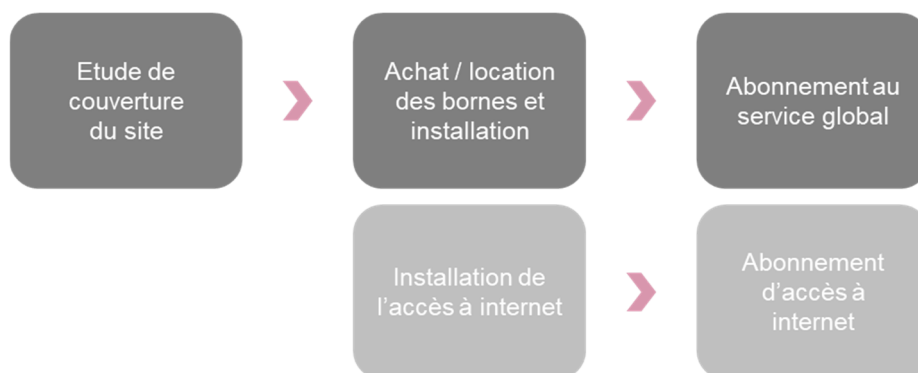 Etude de
couverture
du site
Achat / location
des bornes et
installation
Abonnement au
service global
Installation de
l'accès à internet
Abonnement
d'accès à
internet